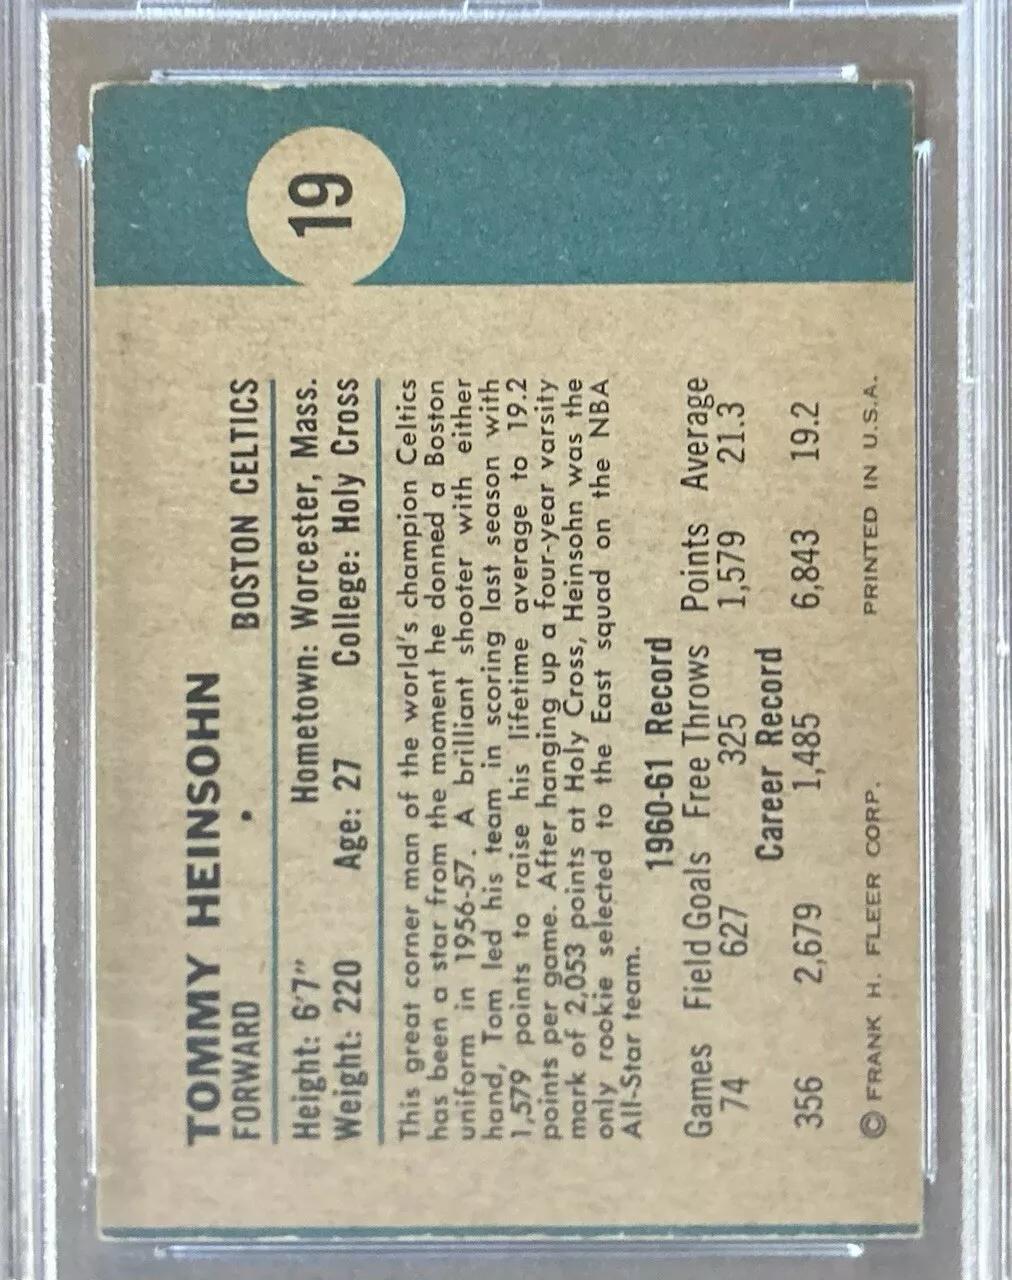 19
TOMMY HEINSOHN
FORWARD BOSTON CELTICS
Height: 6'7" Hometown: Worcester, Mass.
Weight: 220 Age: 27 College: Holy Cross
This great corner man of the world's champion Celtics
has been a star from the moment he donned a Boston
uniform in 1956-57. A brilliant shooter with either
hand, Tom led his team in scoring last season with
1,579 points to raise his lifetime average to 19.2
points per game. After hanging up a four-year varsity
mark of 2,053 points at Holy Cross, Heinsohn was the
only rookie selected to the East squad on the NBA
All-Star team.
1960-61 Record
Games Field Goals Free Throws Points Average
74 627 325 1,579 21.3
Career Record
356 2,679 1,485 6,843 19.2
© FRANK H. FLEER CORP. PRINTED IN U.S.A.